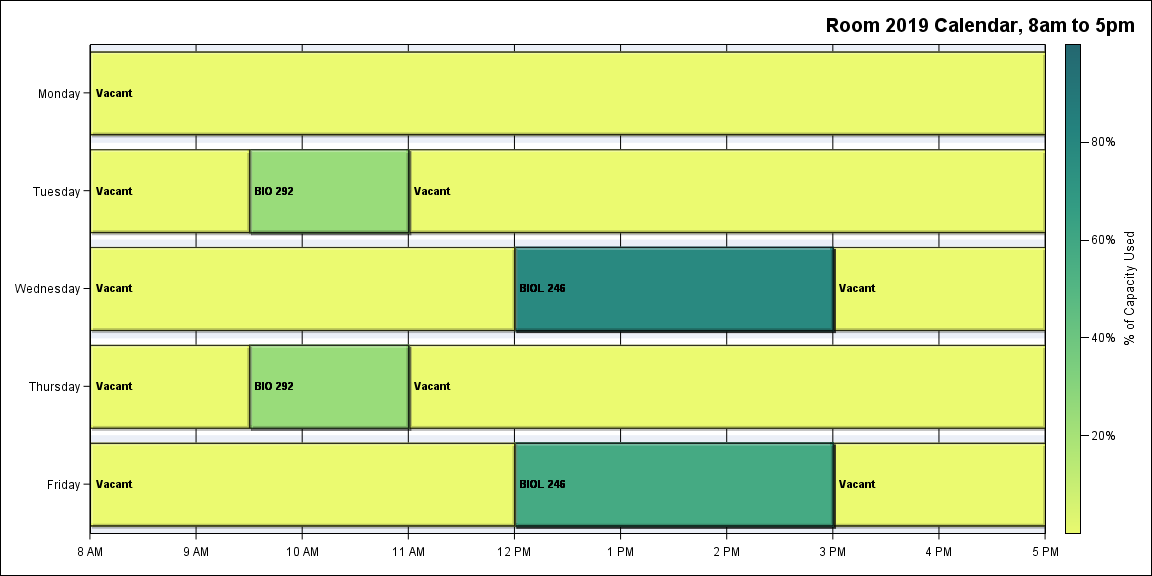 Room 2019 Calendar, 8am to 5pm
Monday
Vacant
Tuesday
Vacant
BIO 292
Vacant
Wednesday
Vacant
BIOL 246
Vacant
Thursday
Vacant
BIO 292
Vacant
Friday
Vacant
BIOL 246
Vacant
8 AM 9 AM 10 AM 11 AM 12 PM 1 PM 2 PM 3 PM 4 PM 5 PM
80%
60%
40%
20%
% of Capacity Used